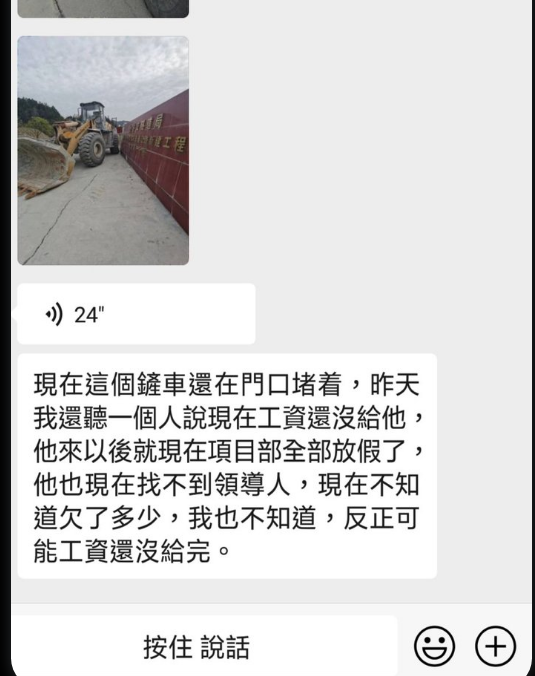 建工程
24"
現在這個鏟車還在門口堵着，昨天
我還聽一個人說現在工資還沒給他，
他來以後就現在項目部全部放假了，
他也現在找不到領導人，現在不知
道欠了多少，我也不知道，反正可
能工資還沒給完。
按住 說話